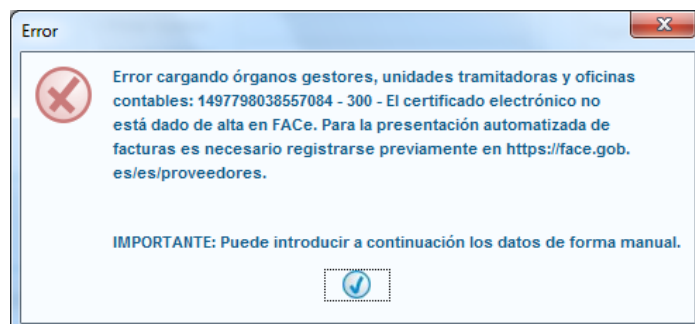 Error
Error cargando órganos gestores, unidades tramitadoras y oficinas
contables: 1497798038557084 - 300 - El certificado electrónico no
está dado de alta en FACe. Para la presentación automatizada de
facturas es necesario registrarse previamente en https://face.gob.
es/es/proveedores.
IMPORTANTE: Puede introducir a continuación los datos de forma manual.